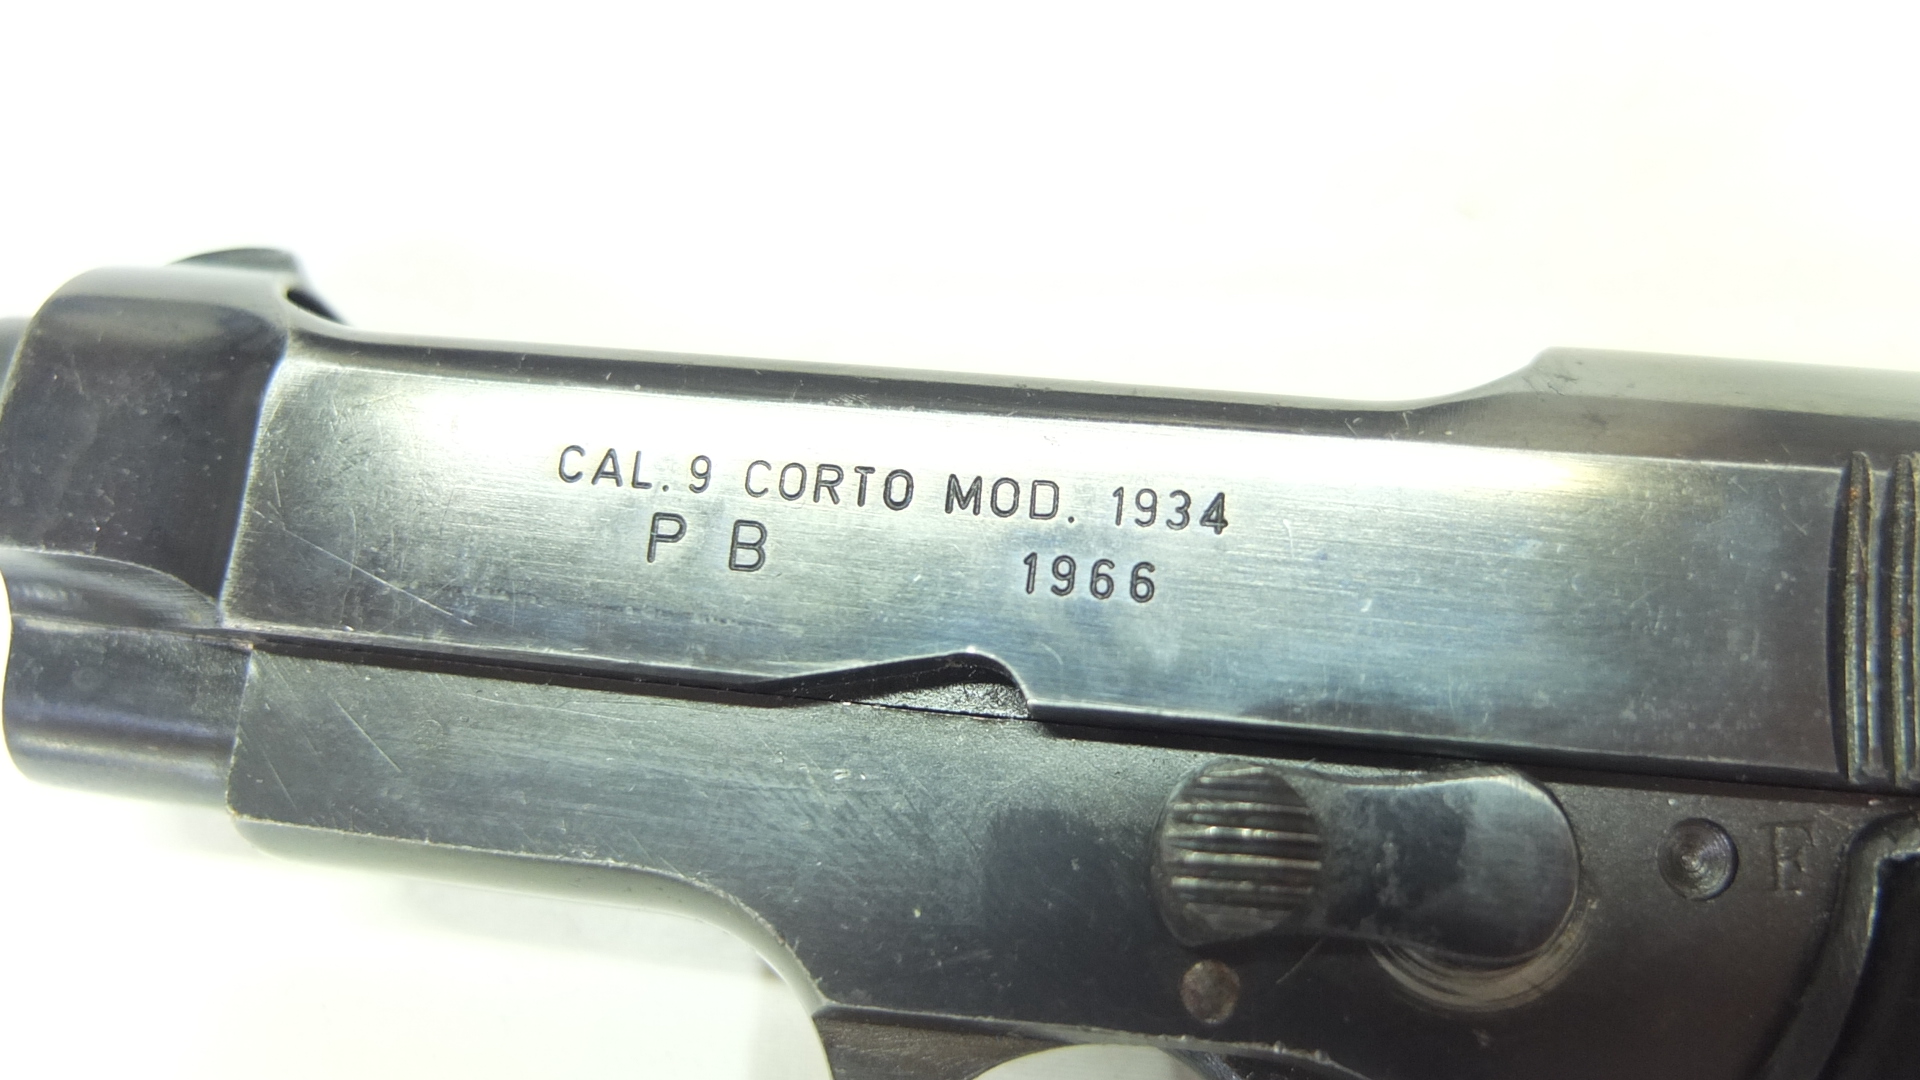 CAL. 9 CORTO MOD. 1934
P B 1966
F